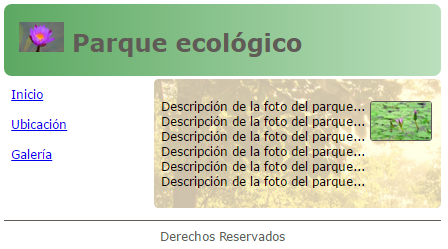 Parque ecológico
Inicio
Ubicación
Galería
Descripción de la foto del parque...
Descripción de la foto del parque...
Descripción de la foto del parque...
Descripción de la foto del parque...
Descripción de la foto del parque...
Descripción de la foto del parque...
Derechos Reservados